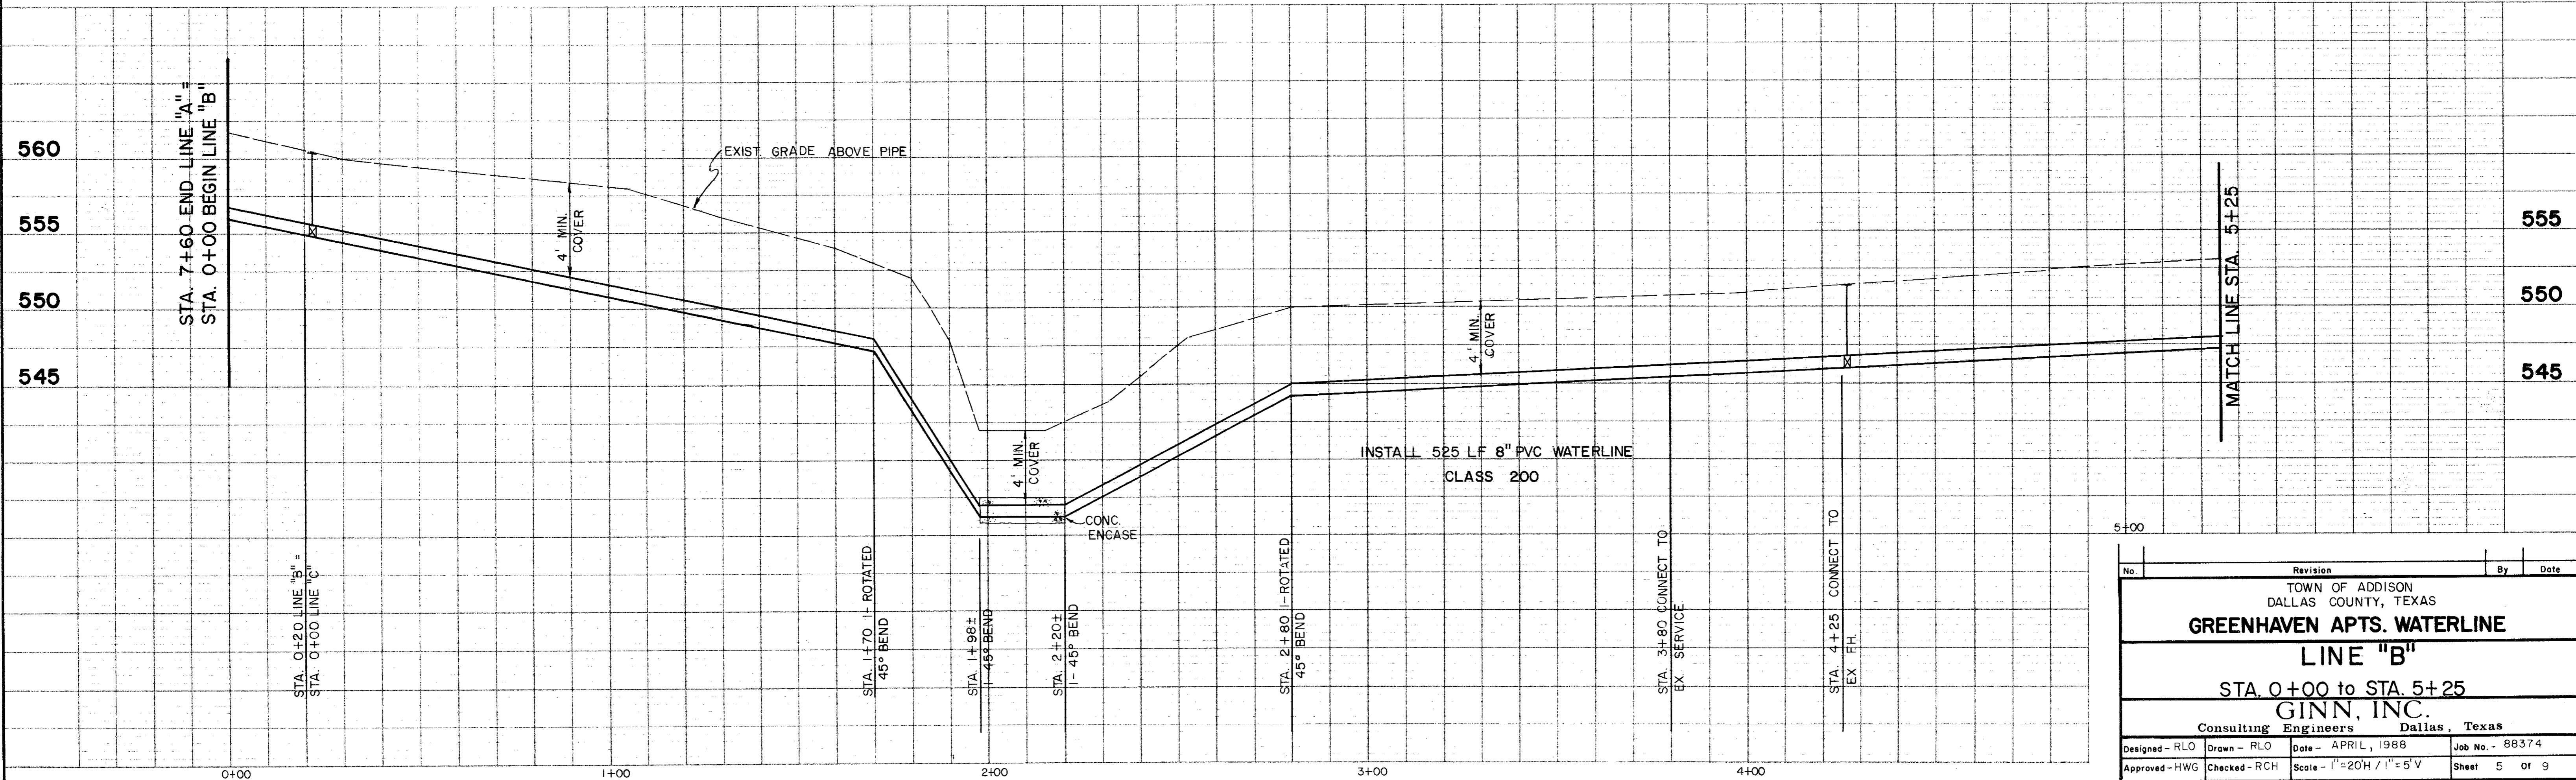 STA. 7+60 END LINE "A" =
STA. 0+00 BEGIN LINE "B"
560
555
550
545
EXIST. GRADE ABOVE PIPE
4' MIN.
COVER
4' MIN.
COVER
4' MIN.
COVER
CONC.
ENCASE
INSTALL 525 LF 8" PVC WATERLINE
CLASS 200
MATCH LINE STA. 5+25
555
550
545
STA. 0+20 LINE "B" =
STA. 0+00 LINE "C"
STA. 1+70 1- ROTATED
45° BEND
STA. 1+98±
1-45° BEND
STA. 2+20±
1-45° BEND
STA. 2+80 1-ROTATED
45° BEND
STA. 3+80 CONNECT TO
EX. SERVICE
STA. 4+25 CONNECT TO
EX FH.
0+00
1+00
2+00
3+00
4+00
5+00
No. Revision By Date
TOWN OF ADDISON
DALLAS COUNTY, TEXAS
GREENHAVEN APTS. WATERLINE
LINE "B"
STA. 0+00 to STA. 5+25
GINN, INC.
Consulting Engineers Dallas, Texas
Designed - RLO Drawn - RLO Date - APRIL, 1988 Job No. - 88374
Approved - HWG Checked - RCH Scale - 1"=20'H / 1"=5'V Sheet 5 Of 9